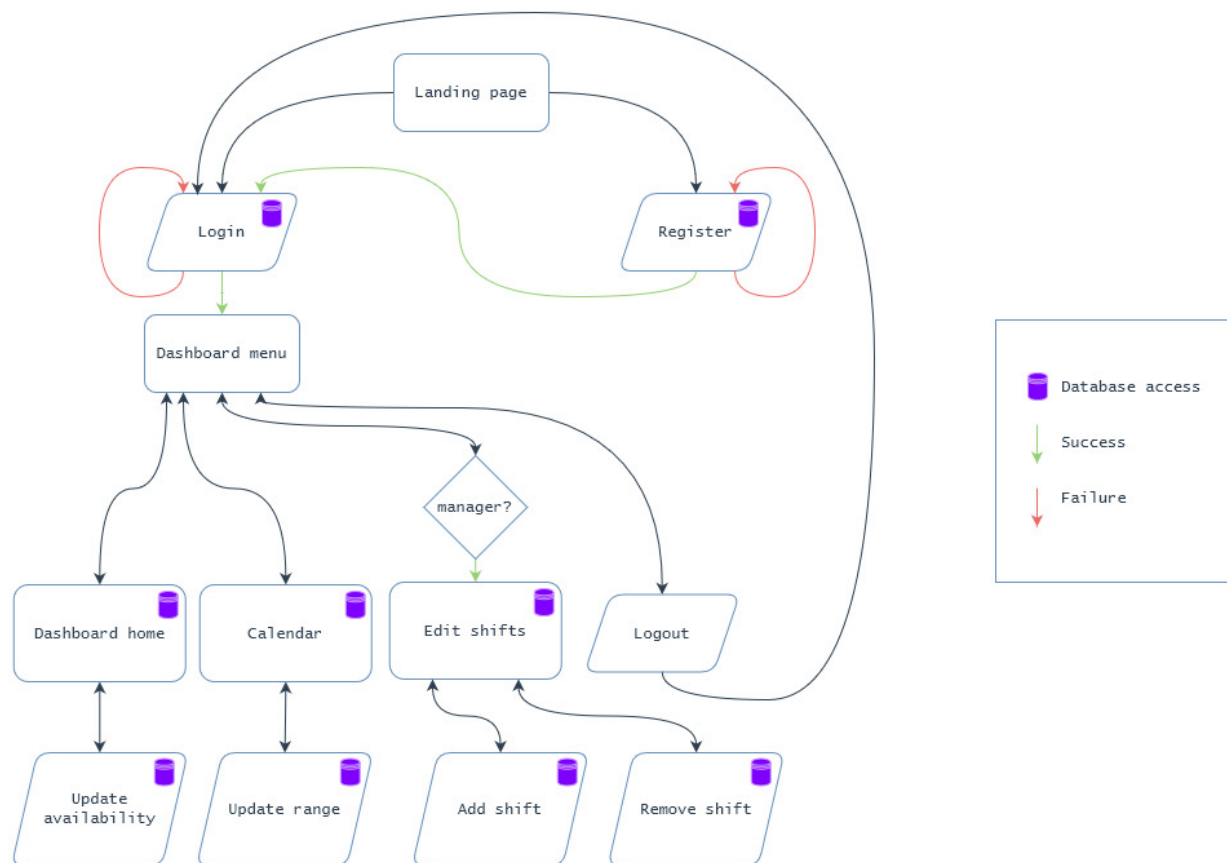 Landing page
Login
Register
Dashboard menu
Database access
Success
Failure
manager?
Dashboard home
Calendar
Edit shifts
Logout
Update
availability
Update range
Add shift
Remove shift